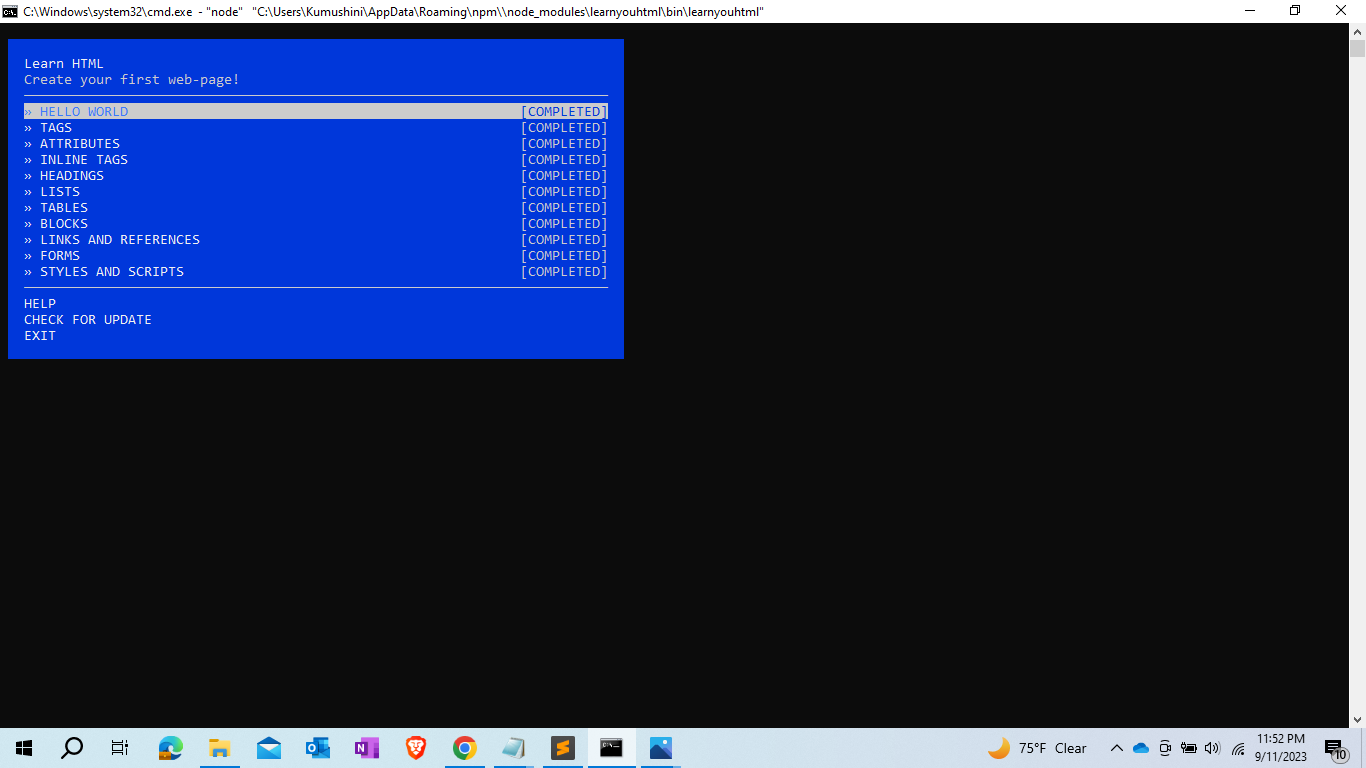 C:\Windows\system32\cmd.exe - "node" "C:\Users\Kumushini\AppData\Roaming\npm\\node_modules\learnyouhtml\bin\learnyouhtml"
Learn HTML
Create your first web-page!
» HELLO WORLD [COMPLETED]
» TAGS [COMPLETED]
» ATTRIBUTES [COMPLETED]
» INLINE TAGS [COMPLETED]
» HEADINGS [COMPLETED]
» LISTS [COMPLETED]
» TABLES [COMPLETED]
» BLOCKS [COMPLETED]
» LINKS AND REFERENCES [COMPLETED]
» FORMS [COMPLETED]
» STYLES AND SCRIPTS [COMPLETED]
HELP
CHECK FOR UPDATE
EXIT
75°F Clear
11:52 PM
9/11/2023
10